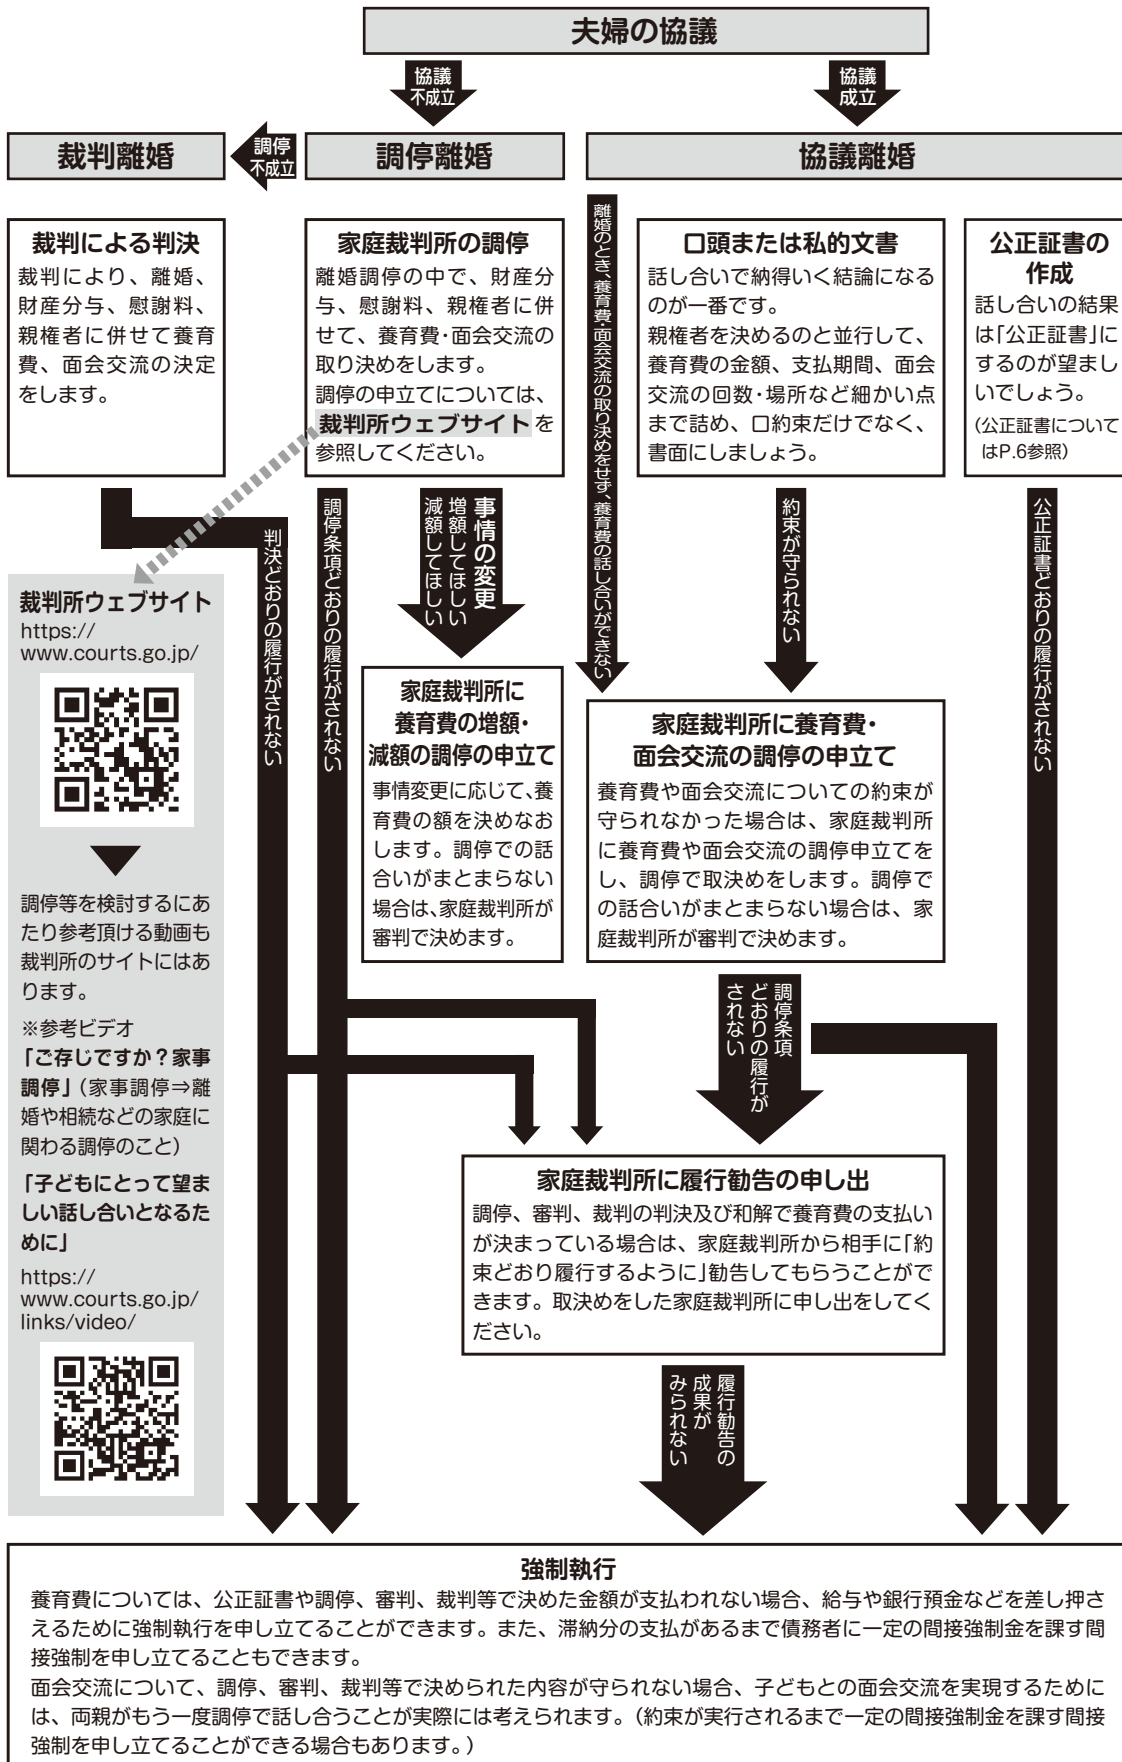 夫婦の協議
協議
不成立
協議
成立
裁判離婚
調停
不成立
調停離婚
協議離婚
裁判による判決
裁判により、離婚、
財産分与、慰謝料、
親権者に併せて養育
費、面会交流の決定
をします。
家庭裁判所の調停
離婚調停の中で、財産分
与、慰謝料、親権者に併
せて、養育費・面会交流の
取り決めをします。
調停の申立てについては、
裁判所ウェブサイトを
参照してください。
離婚のとき、養育費・面会交流の取り決めをせず、養育費の話し合いができない
口頭または私的文書
話し合いで納得いく結論になる
のが一番です。
親権者を決めるのと並行して、
養育費の金額、支払期間、面会
交流の回数・場所など細かい点
まで詰め、口約束だけでなく、
書面にしましょう。
公正証書の
作成
話し合いの結果
は「公正証書」に
するのが望まし
いでしょう。
(公正証書について
はP.6参照)
判決どおりの履行がされない
調停条項どおりの履行がされない
事情の変更
増額してほしい
減額してほしい
約束が守られない
公正証書どおりの履行がされない
裁判所ウェブサイト
https://
www.courts.go.jp/
調停等を検討するにあ
たり参考頂ける動画も
裁判所のサイトにはあ
ります。
※参考ビデオ
「ご存じですか？家事
調停」(家事調停⇒離
婚や相続などの家庭に
関わる調停のこと)
「子どもにとって望ま
しい話し合いとなるた
めに」
https://
www.courts.go.jp/
links/video/
家庭裁判所に
養育費の増額・
減額の調停の申立て
事情変更に応じて、養
育費の額を決めなお
します。調停での話
合いがまとまらない
場合は、家庭裁判所が
審判で決めます。
家庭裁判所に養育費・
面会交流の調停の申立て
養育費や面会交流についての約束が
守られなかった場合は、家庭裁判所
に養育費や面会交流の調停申立てを
し、調停で取決めをします。調停で
の話合いがまとまらない場合は、家
庭裁判所が審判で決めます。
調停条項
どおりの履行が
されない
家庭裁判所に履行勧告の申し出
調停、審判、裁判の判決及び和解で養育費の支払い
が決まっている場合は、家庭裁判所から相手に「約
束どおり履行するように」勧告してもらうことがで
きます。取決めをした家庭裁判所に申し出をしてく
ださい。
履行勧告の
成果が
みられない
強制執行
養育費については、公正証書や調停、審判、裁判等で決めた金額が支払われない場合、給与や銀行預金などを差し押さ
えるために強制執行を申し立てることができます。また、滞納分の支払があるまで債務者に一定の間接強制金を課す間
接強制を申し立てることもできます。
面会交流について、調停、審判、裁判等で決められた内容が守られない場合、子どもとの面会交流を実現するために
は、両親がもう一度調停で話し合うことが実際には考えられます。(約束が実行されるまで一定の間接強制金を課す間接
強制を申し立てることができる場合もあります。)